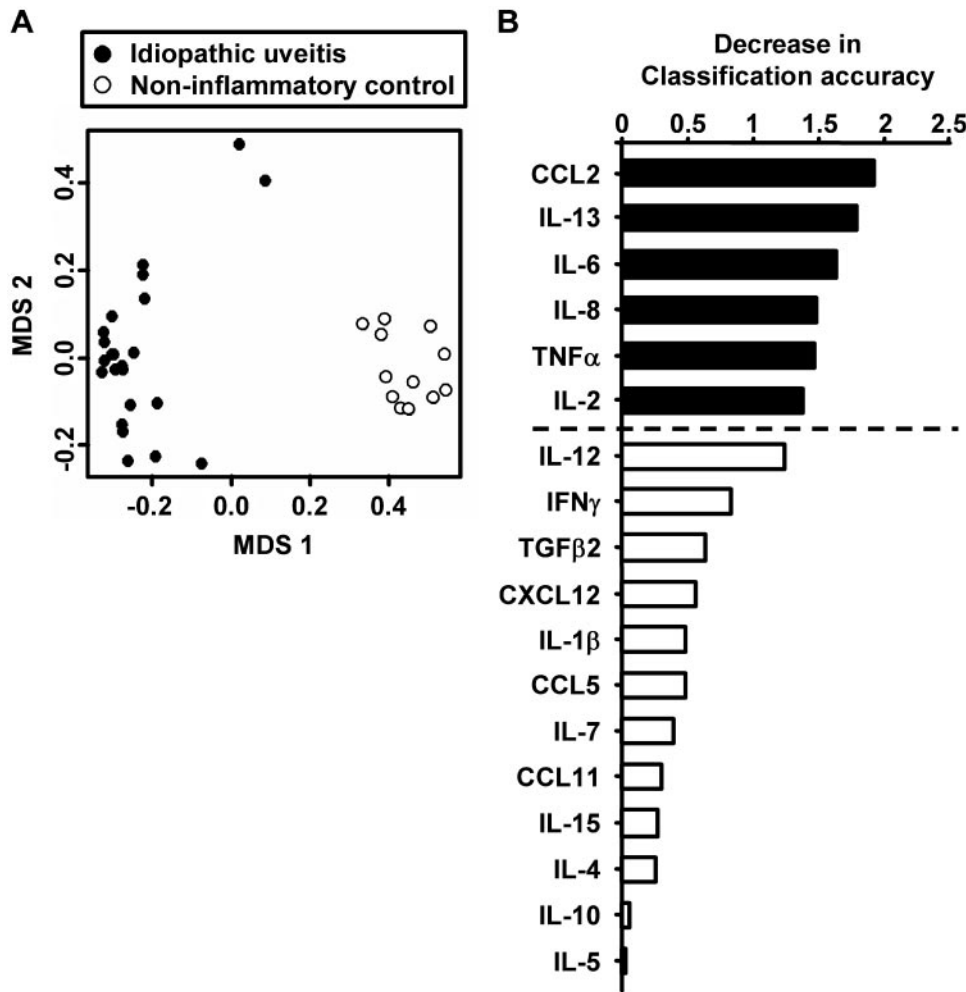 A
Idiopathic uveitis
Non-inflammatory control
0.4
0.2
0.0
-0.2
MDS 2
-0.2 0.0 0.2 0.4
MDS 1
B
Decrease in
Classification accuracy
0 0.5 1 1.5 2 2.5
CCL2
IL-13
IL-6
IL-8
TNFα
IL-2
IL-12
IFNγ
TGFβ2
CXCL12
IL-1β
CCL5
IL-7
CCL11
IL-15
IL-4
IL-10
IL-5